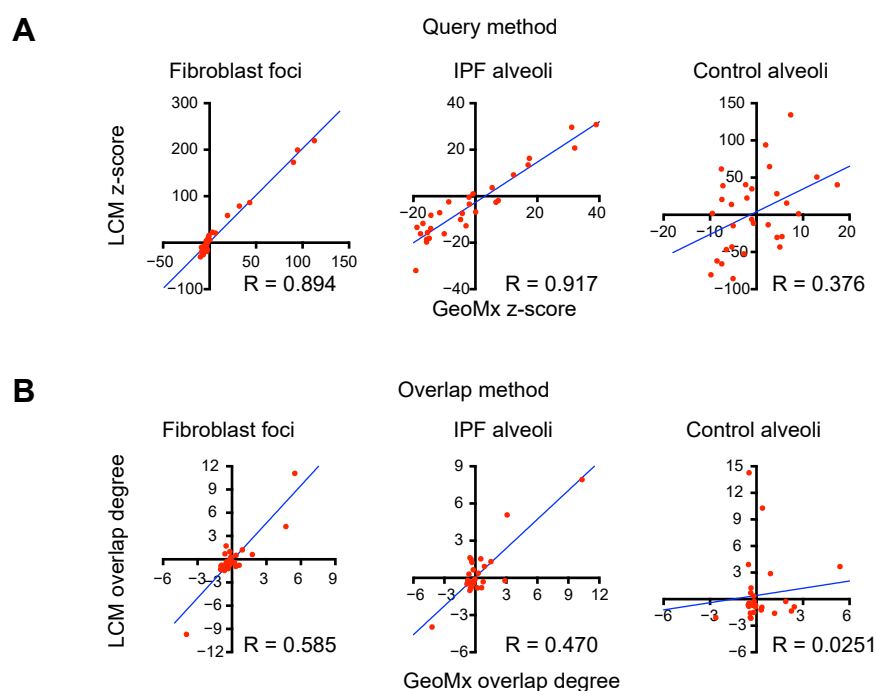 A
Query method
Fibroblast foci
IPF alveoli
Control alveoli
LCM z-score
300
200
100
−50
50
100
150
−100
R = 0.894
40
20
−20
20
40
−20
−40
R = 0.917
150
100
50
−20
−10
10
20
−50
−100
R = 0.376
GeoMx z-score
B
Overlap method
Fibroblast foci
IPF alveoli
Control alveoli
LCM overlap degree
12
9
6
3
−6
−3
3
6
9
−3
−6
−9
−12
R = 0.585
9
6
3
−6
−3
3
6
9
12
−3
−6
R = 0.470
15
12
9
6
3
−6
−3
3
6
−3
−6
R = 0.0251
GeoMx overlap degree